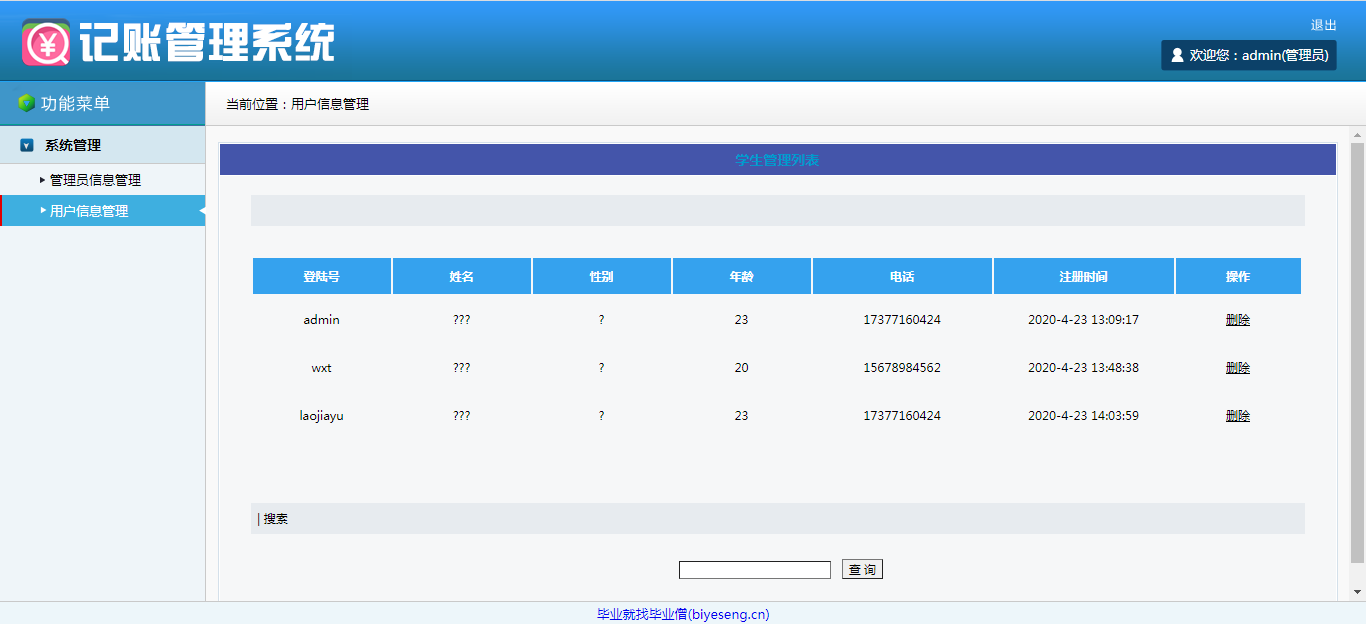 记账管理系统
退出
欢迎您：admin(管理员)
功能菜单
当前位置：用户信息管理
系统管理
管理员信息管理
用户信息管理
学生管理列表
登陆号 姓名 性别 年龄 电话 注册时间 操作
admin ??? ? 23 17377160424 2020-4-23 13:09:17 删除
wxt ??? ? 20 15678984562 2020-4-23 13:48:38 删除
laojiayu ??? ? 23 17377160424 2020-4-23 14:03:59 删除
| 搜索
查 询
毕业就找毕业僧(biyeseng.cn)